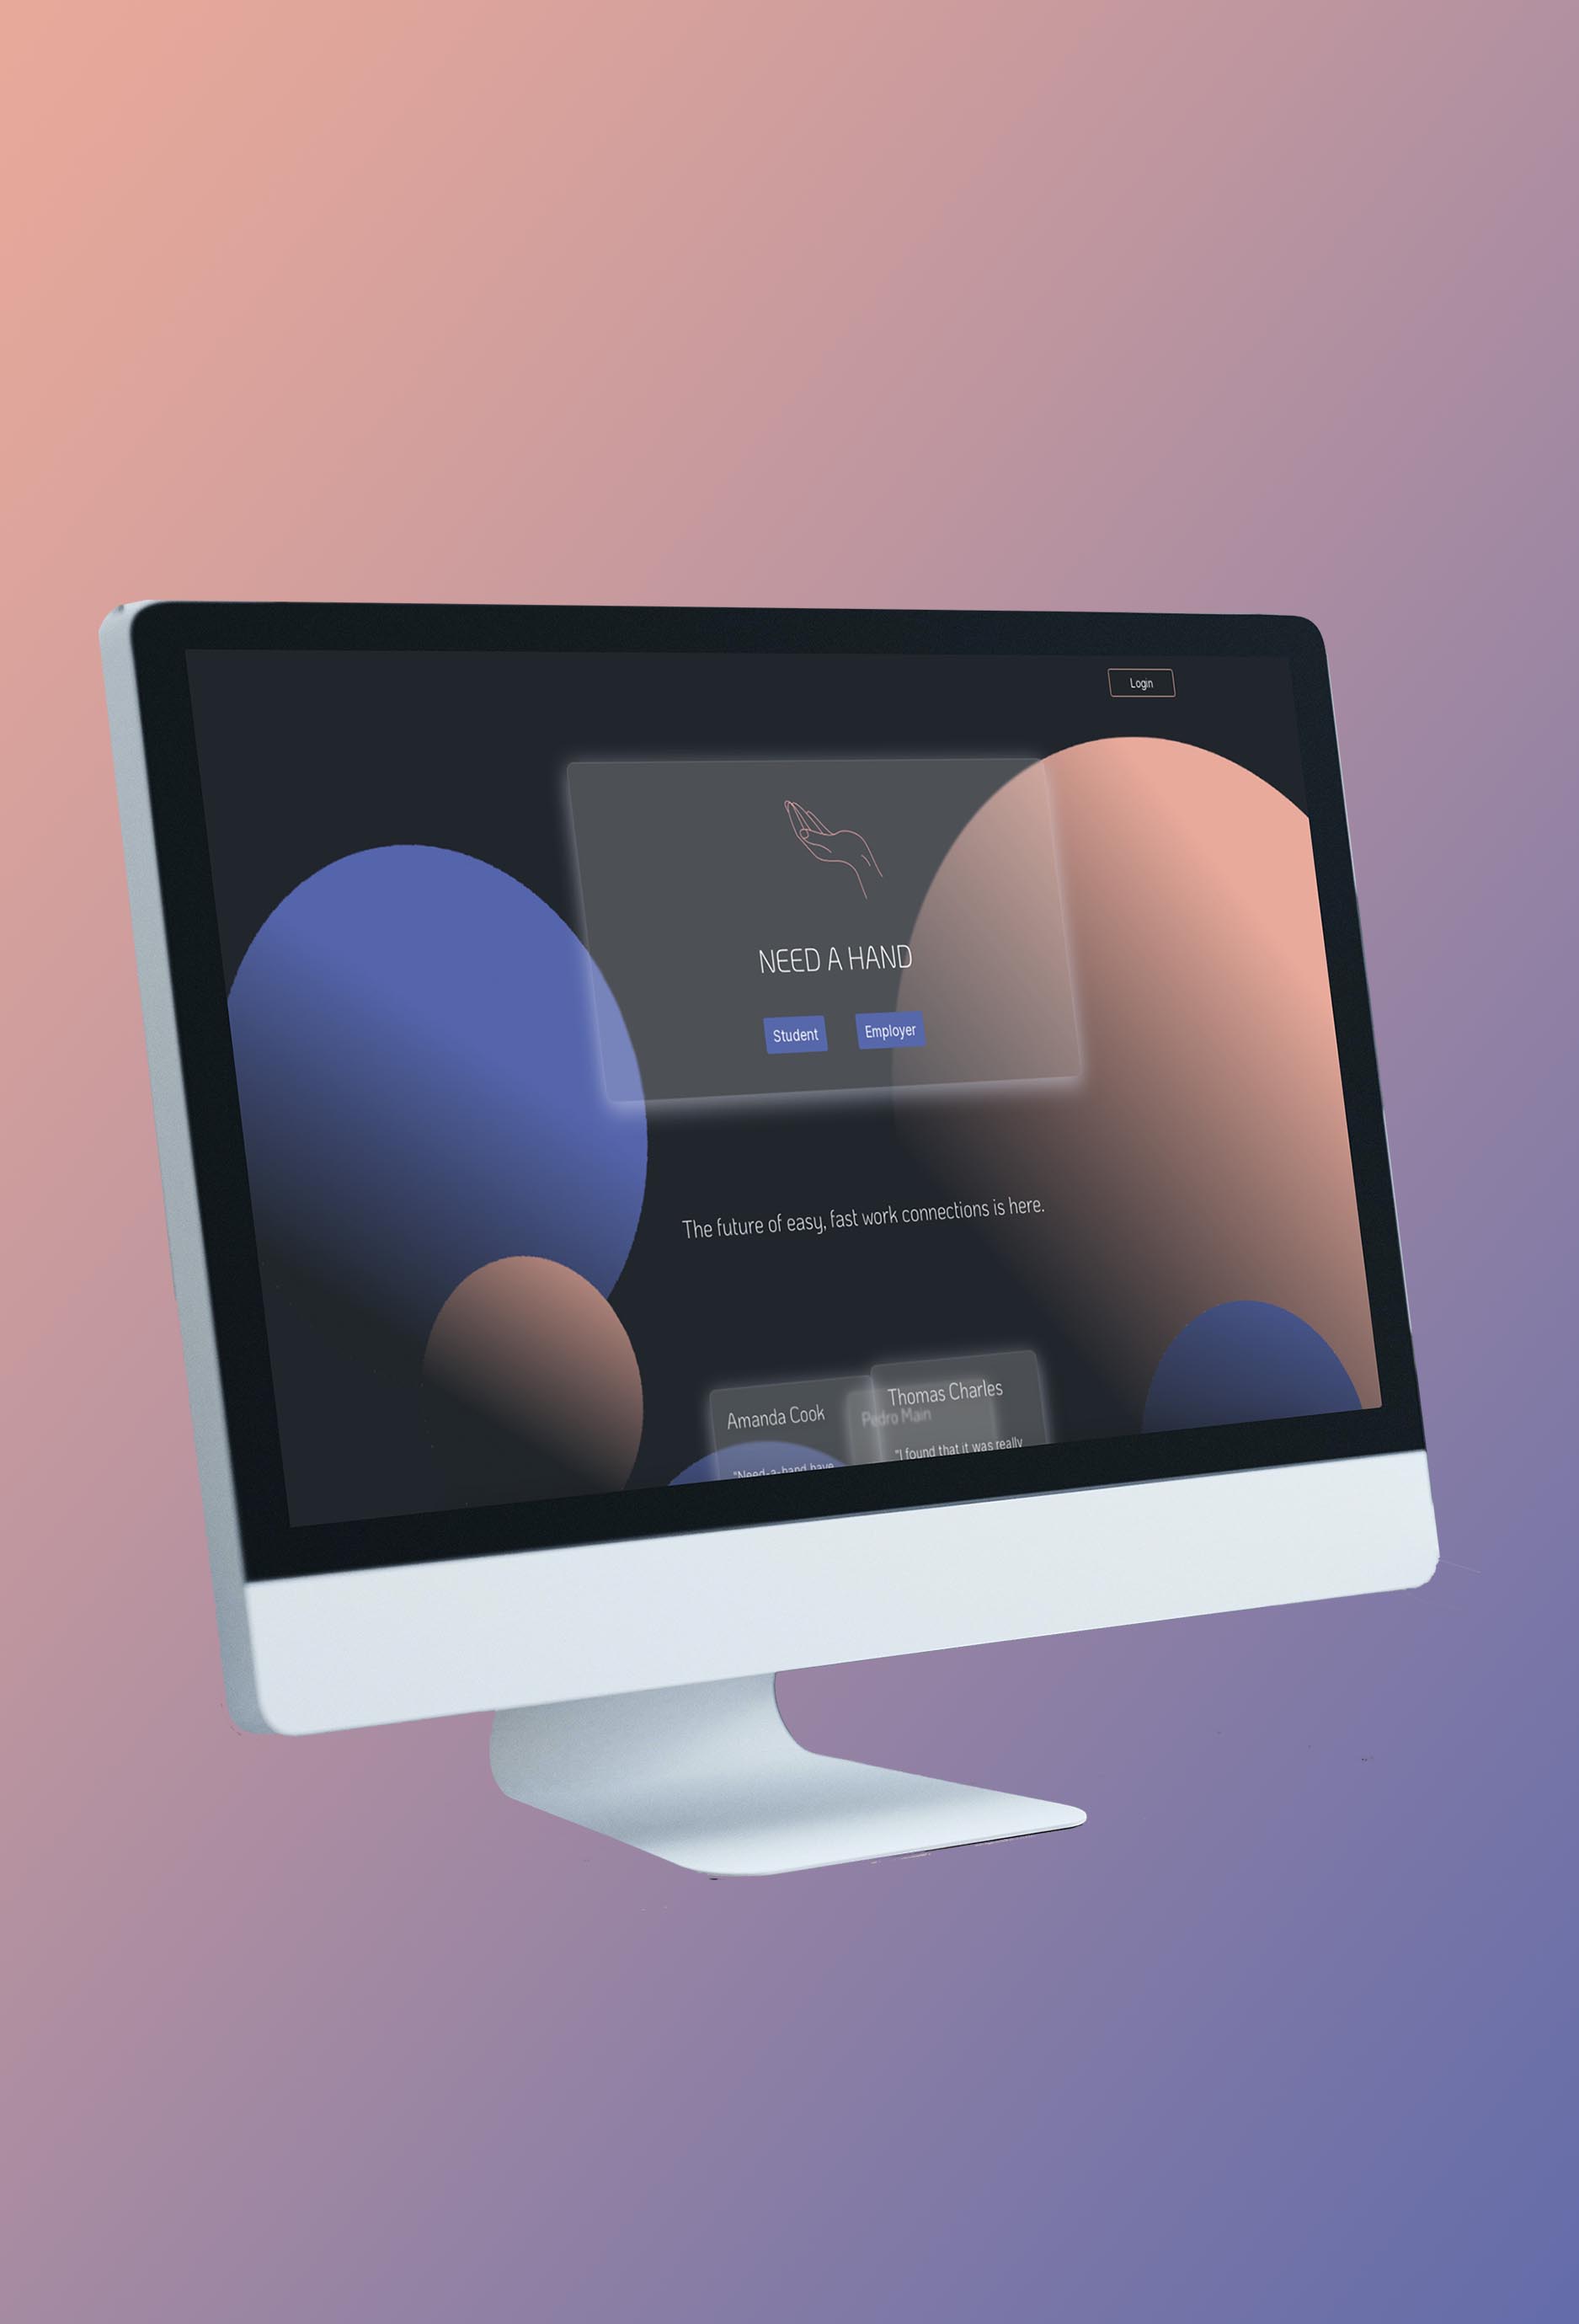 Login
NEED A HAND
Student
Employer
The future of easy, fast work connections is here.
Amanda Cook
Pedro Main
Thomas Charles
"Need-a-hand have
"I found that it was really